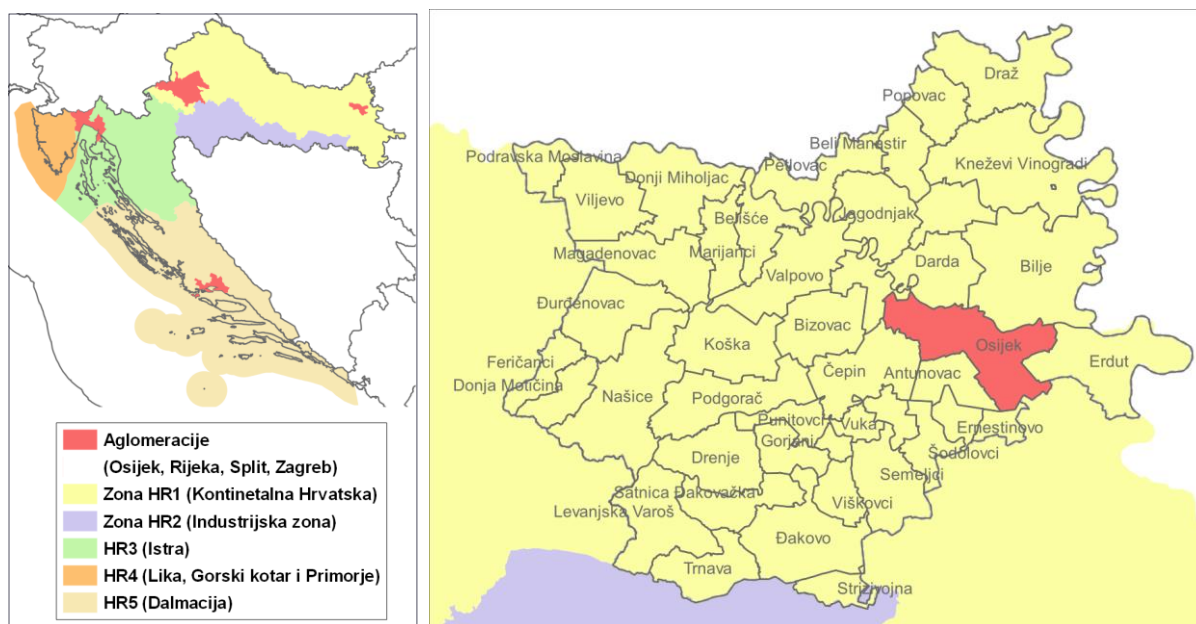 Aglomeracije
(Osijek, Rijeka, Split, Zagreb)
Zona HR1 (Kontinetalna Hrvatska)
Zona HR2 (Industrijska zona)
HR3 (Istra)
HR4 (Lika, Gorski kotar i Primorje)
HR5 (Dalmacija)
Draž
Popovac
Beli Manastir
Podravska Moslavina
Petlovac
Kneževi Vinogradi
Donji Miholjac
Viljevo
Belišće
Jagodnjak
Magadenovac
Marijanci
Darda
Bilje
Valpovo
Đurđenovac
Bizovac
Koška
Osijek
Erdut
Feričanci
Čepin
Antunovac
Donja Motičina
Našice
Podgorač
Punitovci
Vuka
Ernestinovo
Gorjani
Šodolovci
Drenje
Semeljci
Satnica Đakovačka
Viškovci
Levanjska Varoš
Đakovo
Trnava
Strizivojna